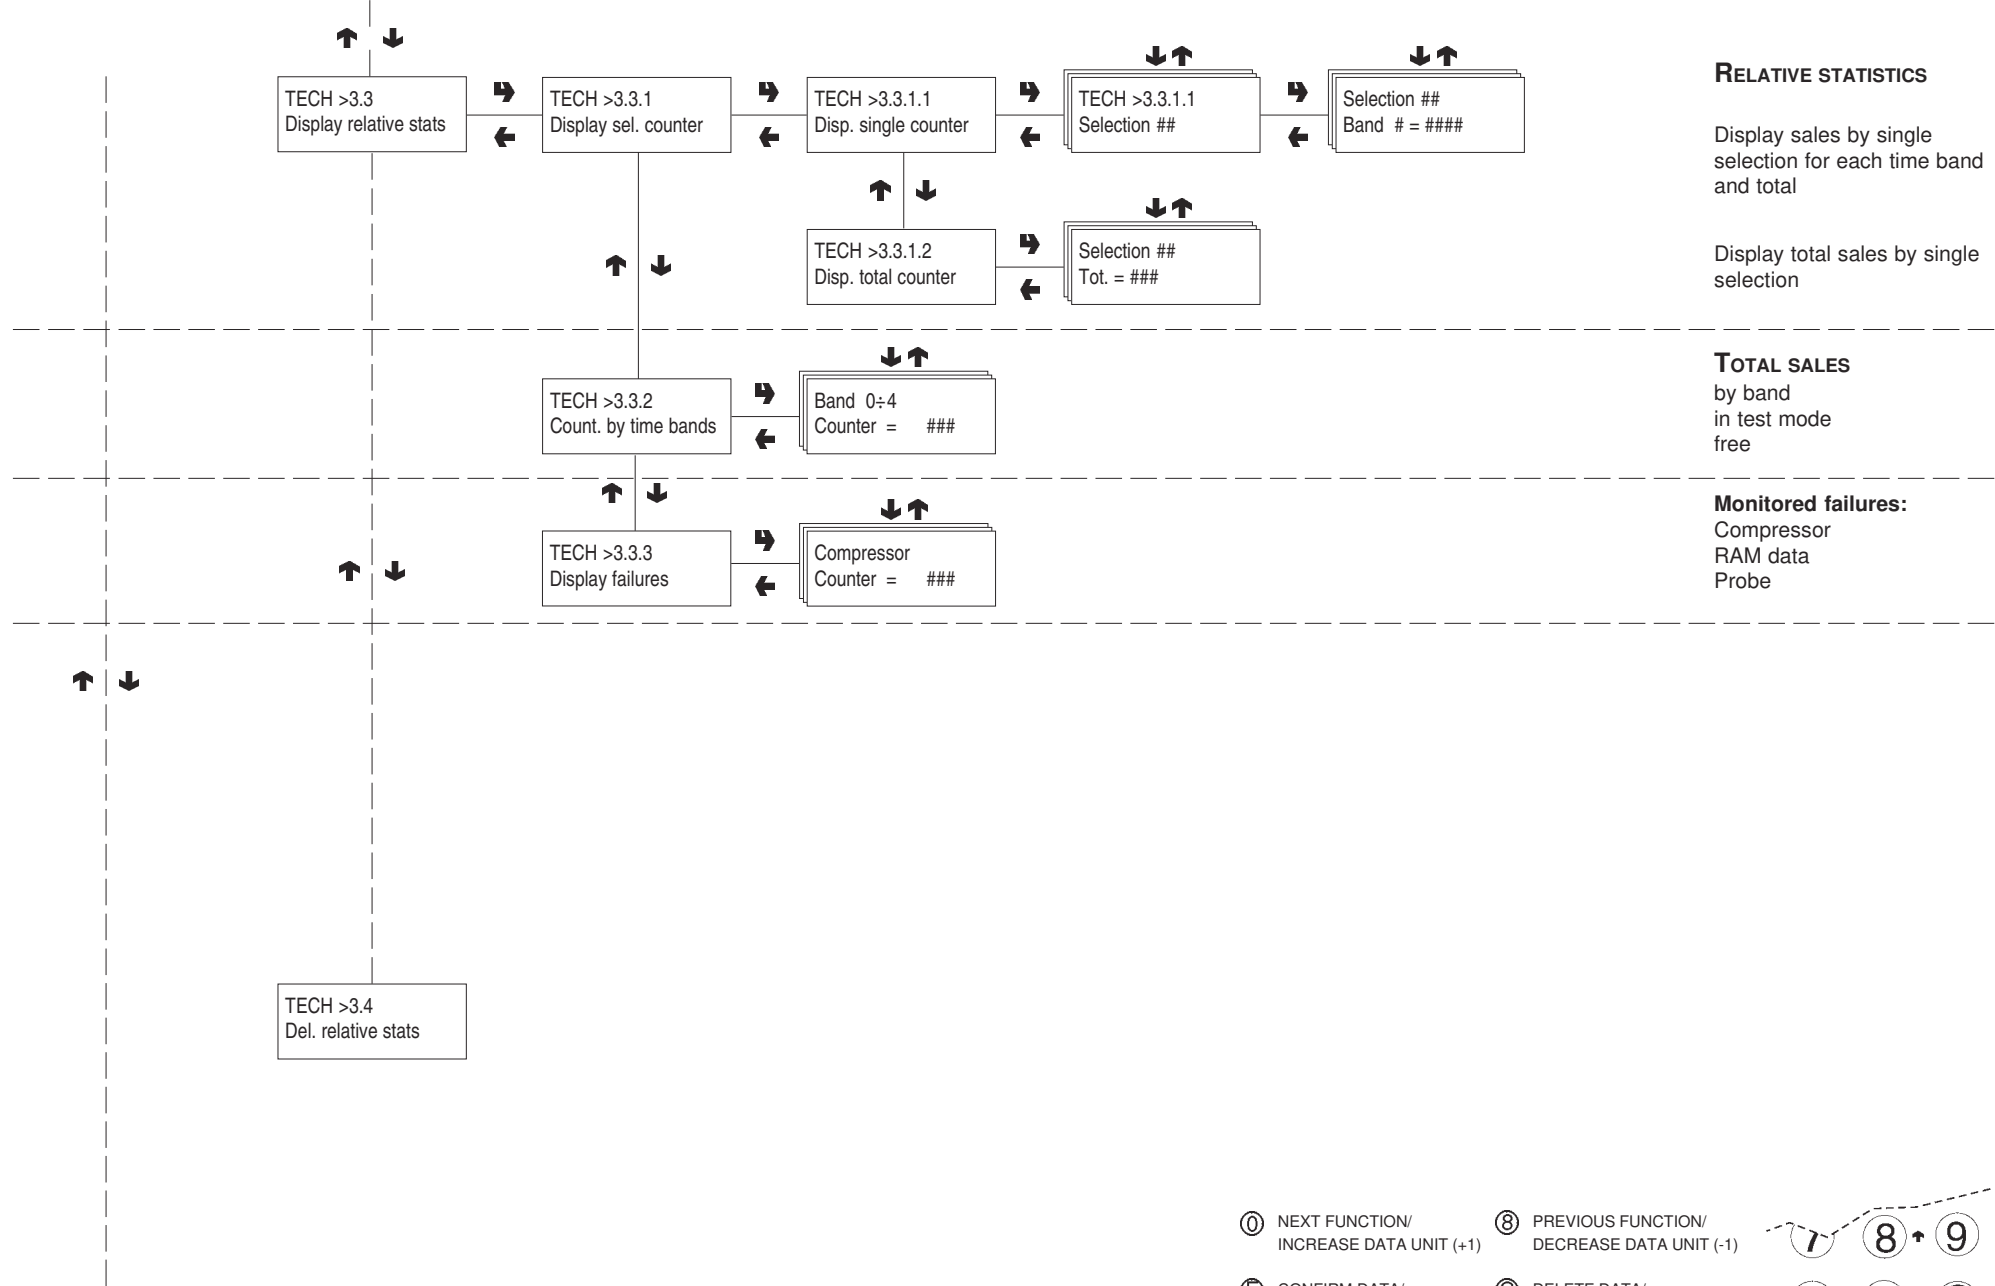 TECH >3.3
Display relative stats
TECH >3.3.1
Display sel. counter
TECH >3.3.1.1
Disp. single counter
TECH >3.3.1.1
Selection ##
Selection ##
Band # = ####
RELATIVE STATISTICS
Display sales by single
selection for each time band
and total
TECH >3.3.1.2
Disp. total counter
Selection ##
Tot. = ###
Display total sales by single
selection
TECH >3.3.2
Count. by time bands
Band 0÷4
Counter = ###
TOTAL SALES
by band
in test mode
free
TECH >3.3.3
Display failures
Compressor
Counter = ###
Monitored failures:
Compressor
RAM data
Probe
TECH >3.4
Del. relative stats
0 NEXT FUNCTION/
INCREASE DATA UNIT (+1)
8 PREVIOUS FUNCTION/
DECREASE DATA UNIT (-1)
7 8 9
CONFIRM DATA/
DELETE DATA/